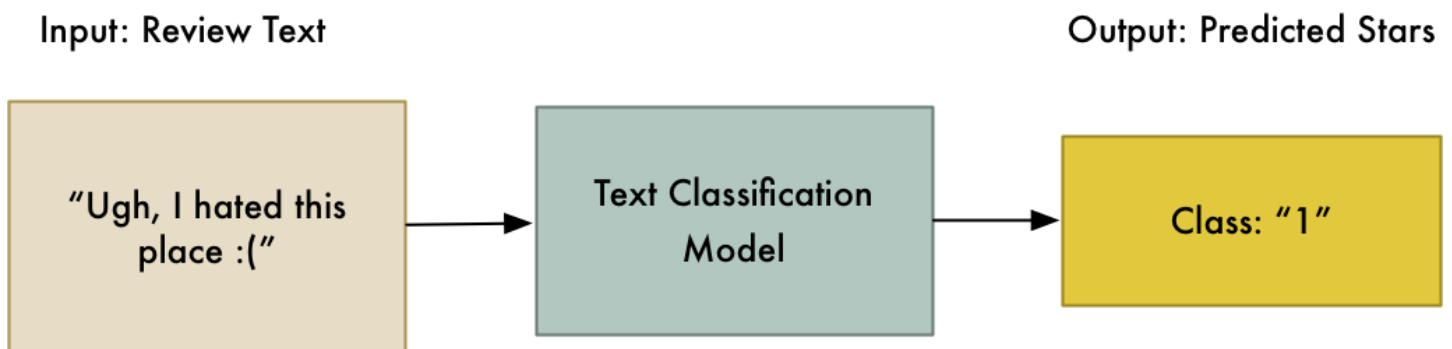 Input: Review Text
Output: Predicted Stars
“Ugh, I hated this
place :(”
Text Classification
Model
Class: “1”